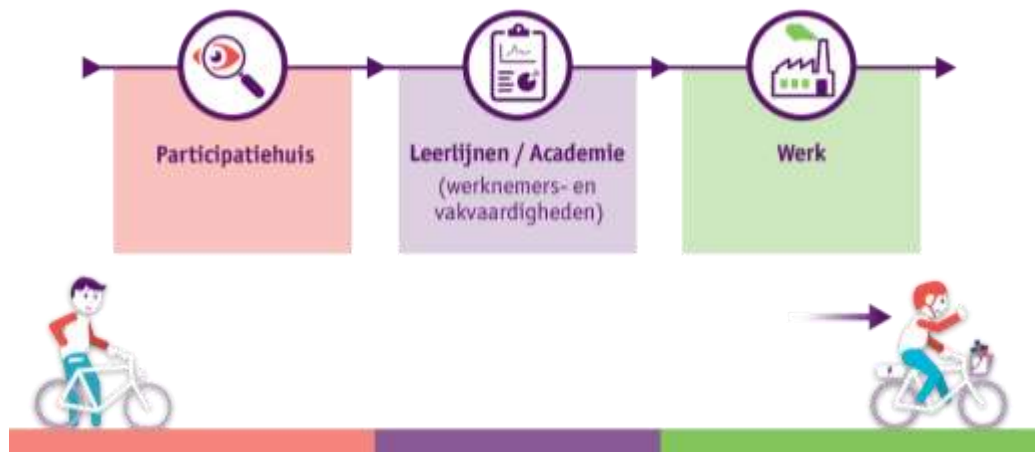 Participatiehuis
Leerlijnen / Academie
(werknemers- en
vakvaardigheden)
Werk